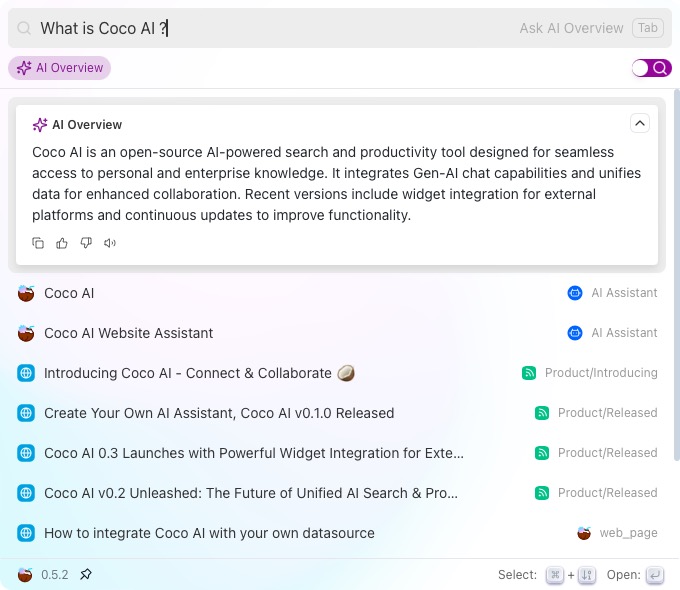 What is Coco AI ?
Ask AI Overview Tab
AI Overview
AI Overview
Coco AI is an open-source AI-powered search and productivity tool designed for seamless
access to personal and enterprise knowledge. It integrates Gen-AI chat capabilities and unifies
data for enhanced collaboration. Recent versions include widget integration for external
platforms and continuous updates to improve functionality.
Coco AI AI Assistant
Coco AI Website Assistant AI Assistant
Introducing Coco AI - Connect & Collaborate 🥥 Product/Introducing
Create Your Own AI Assistant, Coco AI v0.1.0 Released Product/Released
Coco AI 0.3 Launches with Powerful Widget Integration for Exte... Product/Released
Coco AI v0.2 Unleashed: The Future of Unified AI Search & Pro... Product/Released
How to integrate Coco AI with your own datasource web_page
0.5.2 Select: ⌘ + ↓↑ Open: ↵